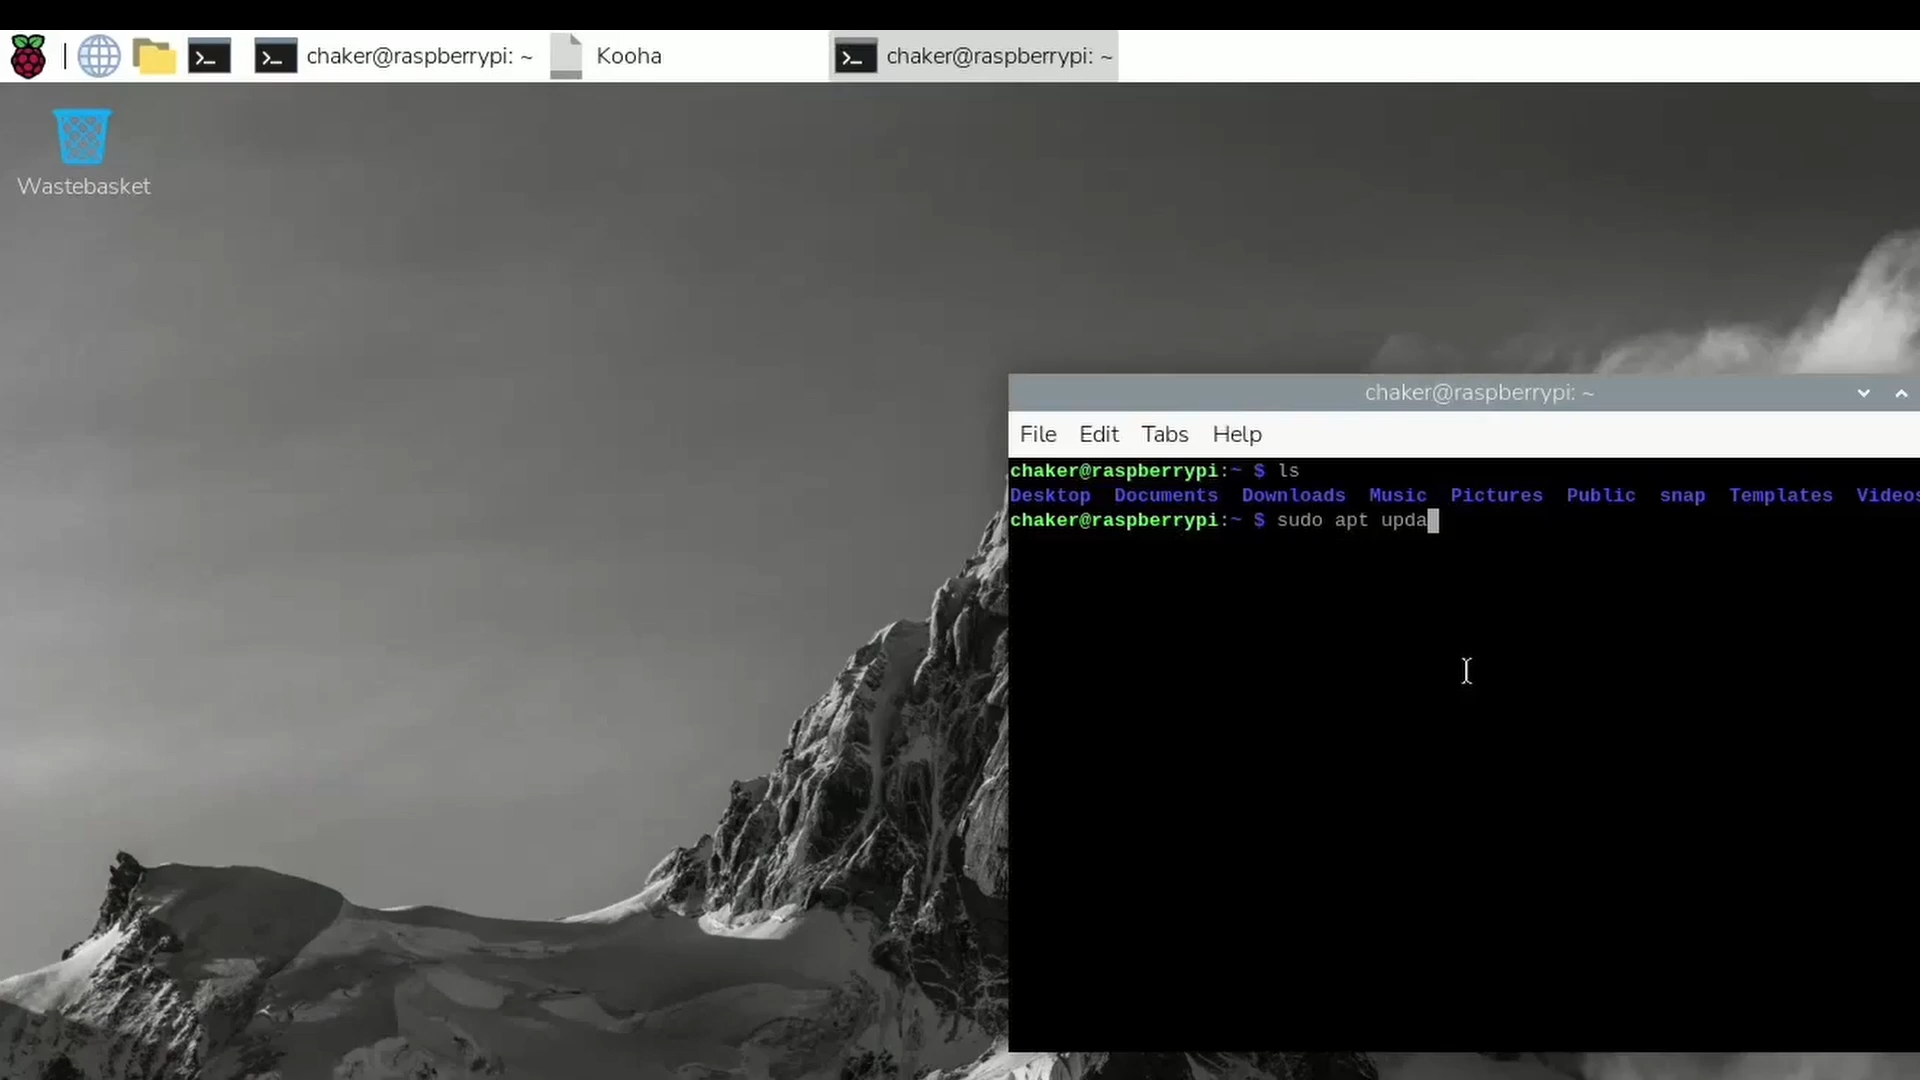 chaker@raspberrypi: ~ Kooha chaker@raspberrypi: ~
Wastebasket
chaker@raspberrypi: ~
File Edit Tabs Help
chaker@raspberrypi:~ $ ls
Desktop Documents Downloads Music Pictures Public snap Templates Videos
chaker@raspberrypi:~ $ sudo apt upda